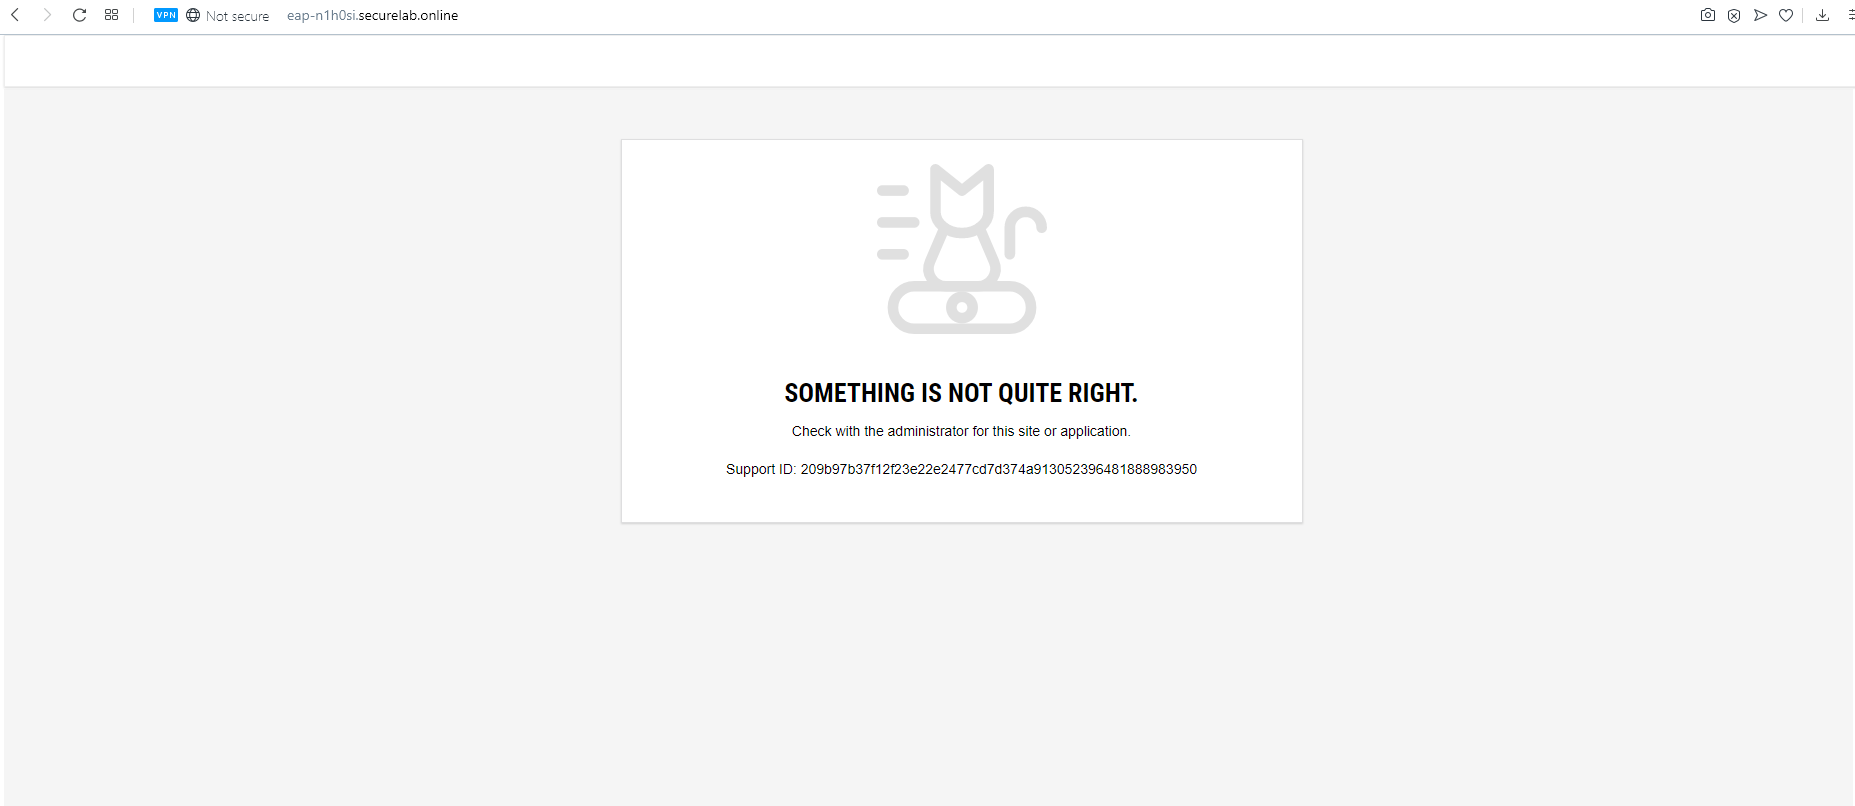 VPN Not secure eap-n1h0si.securelab.online
SOMETHING IS NOT QUITE RIGHT.
Check with the administrator for this site or application.
Support ID: 209b97b37f12f23e22e2477cd7d374a913052396481888983950